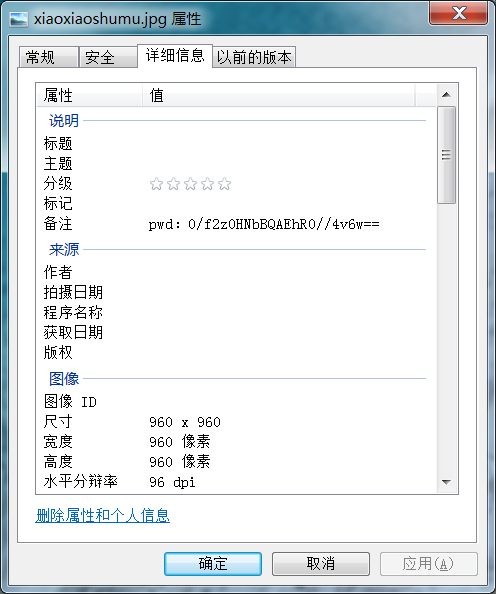 xiaoxiaoshumu.jpg 属性
常规 安全 详细信息 以前的版本
属性 值
说明
标题
主题
分级
标记
备注 pwd: 0/f2z0HNbBQAEhR0//4v6w==
来源
作者
拍摄日期
程序名称
获取日期
版权
图像
图像 ID
尺寸 960 x 960
宽度 960 像素
高度 960 像素
水平分辩率 96 dpi
删除属性和个人信息
确定 取消 应用(A)